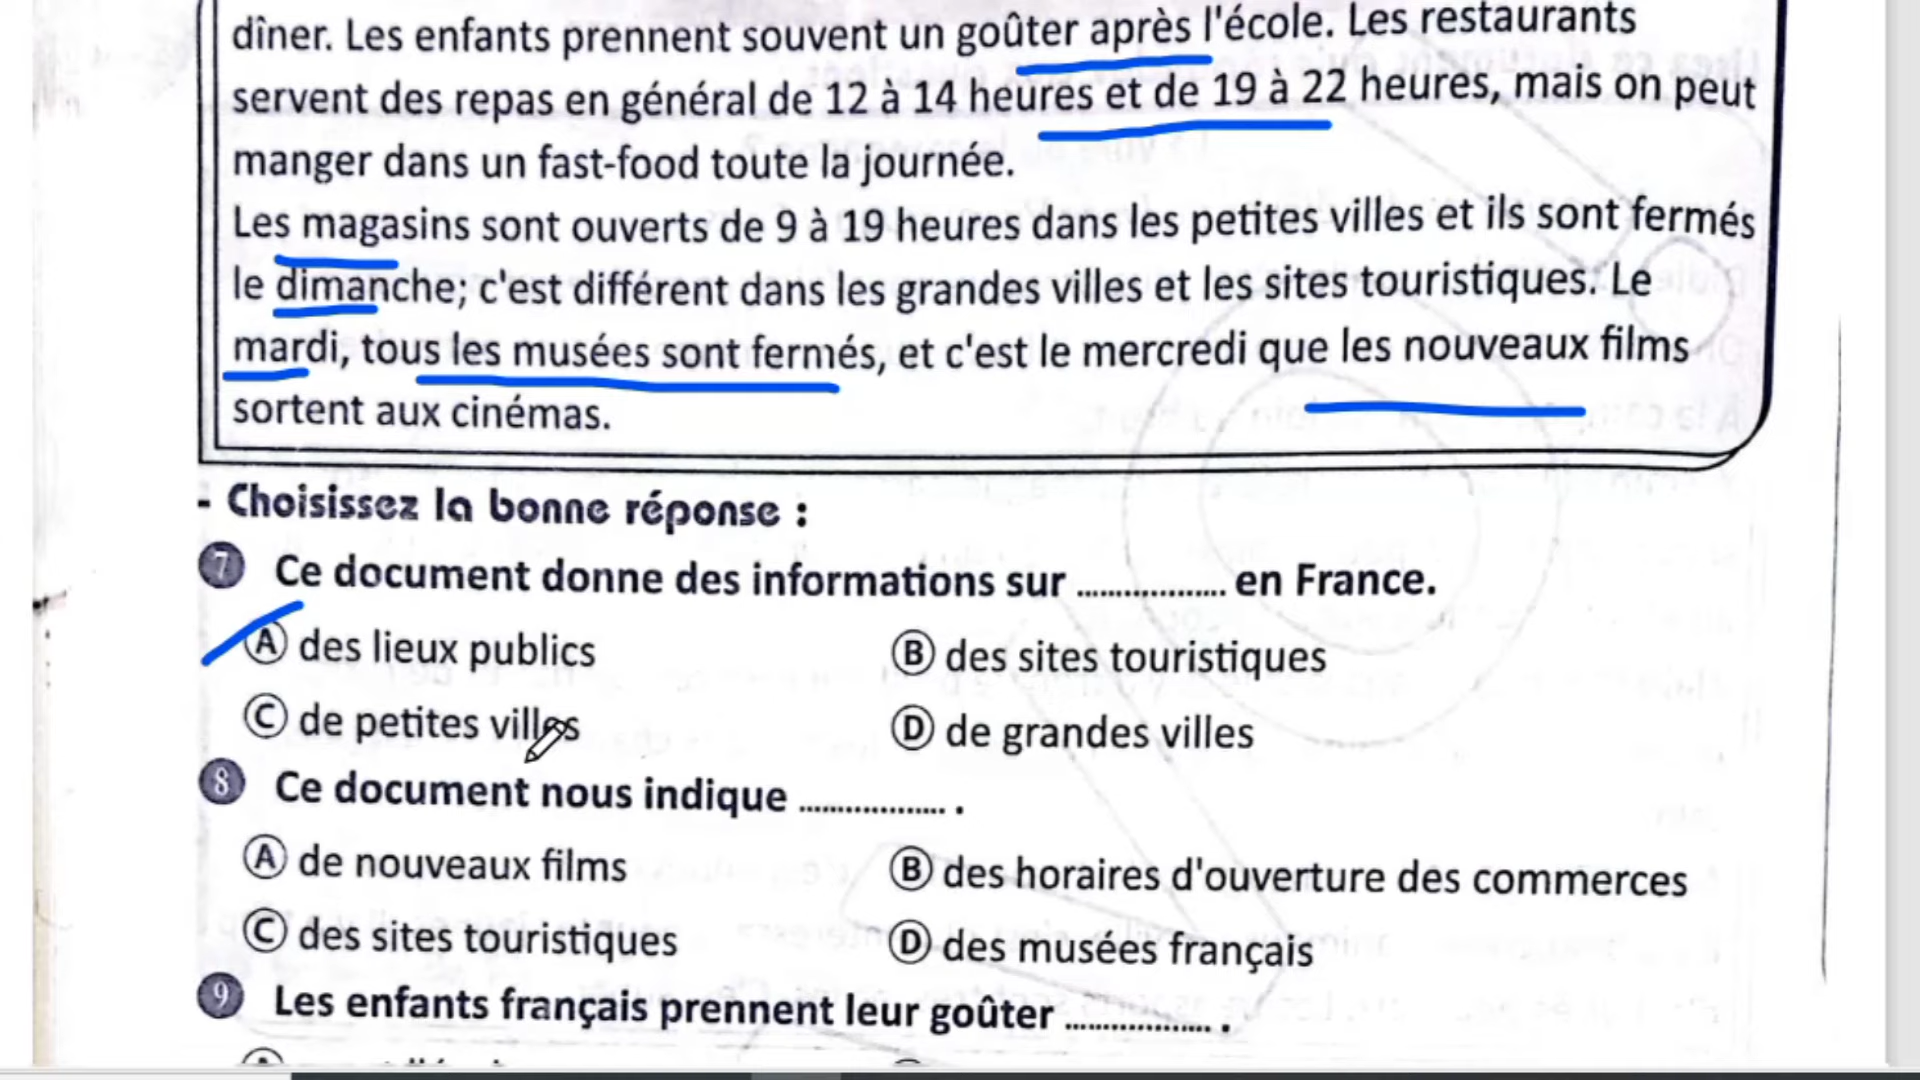 dîner. Les enfants prennent souvent un goûter après l'école. Les restaurants
servent des repas en général de 12 à 14 heures et de 19 à 22 heures, mais on peut
manger dans un fast-food toute la journée.
Les magasins sont ouverts de 9 à 19 heures dans les petites villes et ils sont fermés
le dimanche; c'est différent dans les grandes villes et les sites touristiques. Le
mardi, tous les musées sont fermés, et c'est le mercredi que les nouveaux films
sortent aux cinémas.
- Choisissez la bonne réponse :
7 Ce document donne des informations sur ................. en France.
A des lieux publics
B des sites touristiques
C de petites villes
D de grandes villes
8 Ce document nous indique ................. .
A de nouveaux films
B des horaires d'ouverture des commerces
C des sites touristiques
D des musées français
9 Les enfants français prennent leur goûter ................. .